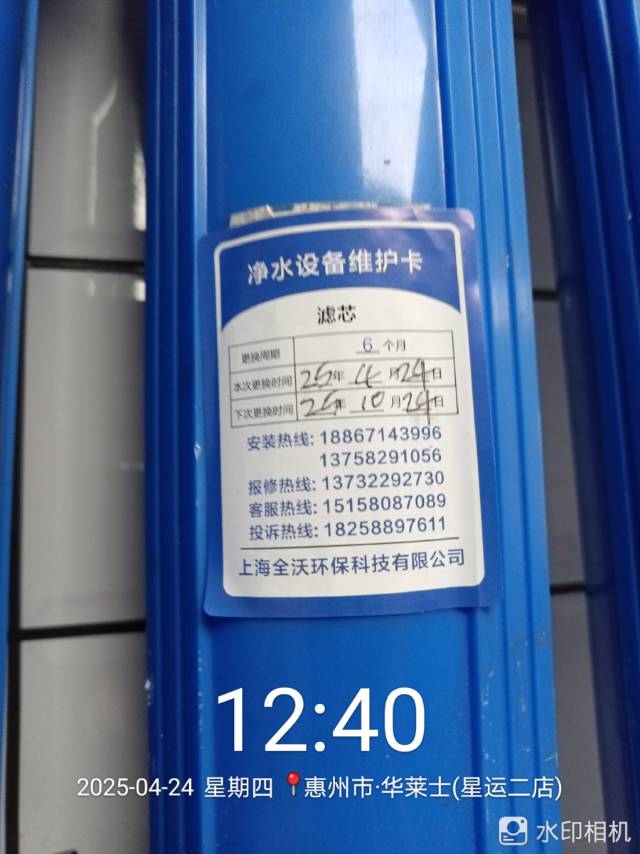 净水设备维护卡
滤芯
更换周期 6 个月
本次更换时间 25年 4 月 24 日
下次更换时间 25年 10 月 24 日
安装热线: 18867143996
13758291056
报修热线: 13732292730
客服热线: 15158087089
投诉热线: 18258897611
上海全沃环保科技有限公司
12:40
2025-04-24 星期四 📍惠州市·华莱士(星运二店)
水印相机